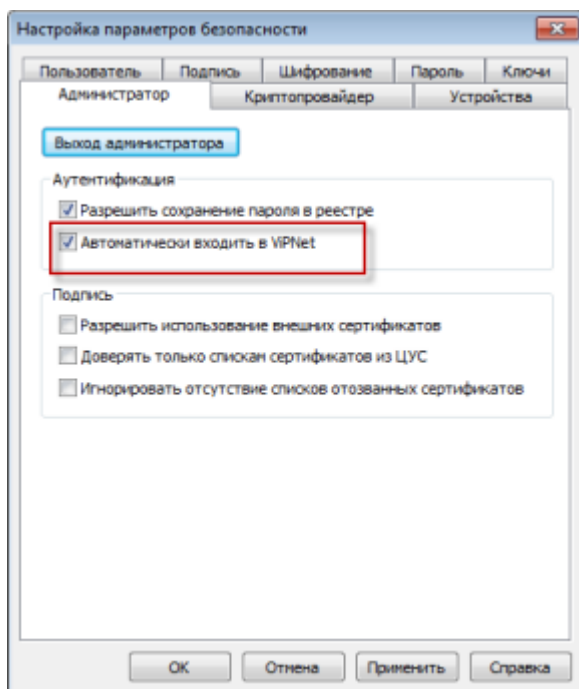 Настройка параметров безопасности
Пользователь Подпись Шифрование Пароль Ключи
Администратор Криптопровайдер Устройства
Выход администратора
Аутентификация
Разрешить сохранение пароля в реестре
Автоматически входить в ViPNet
Подпись
Разрешить использование внешних сертификатов
Доверять только спискам сертификатов из ЦУС
Игнорировать отсутствие списков отозванных сертификатов
ОК Отмена Применить Справка